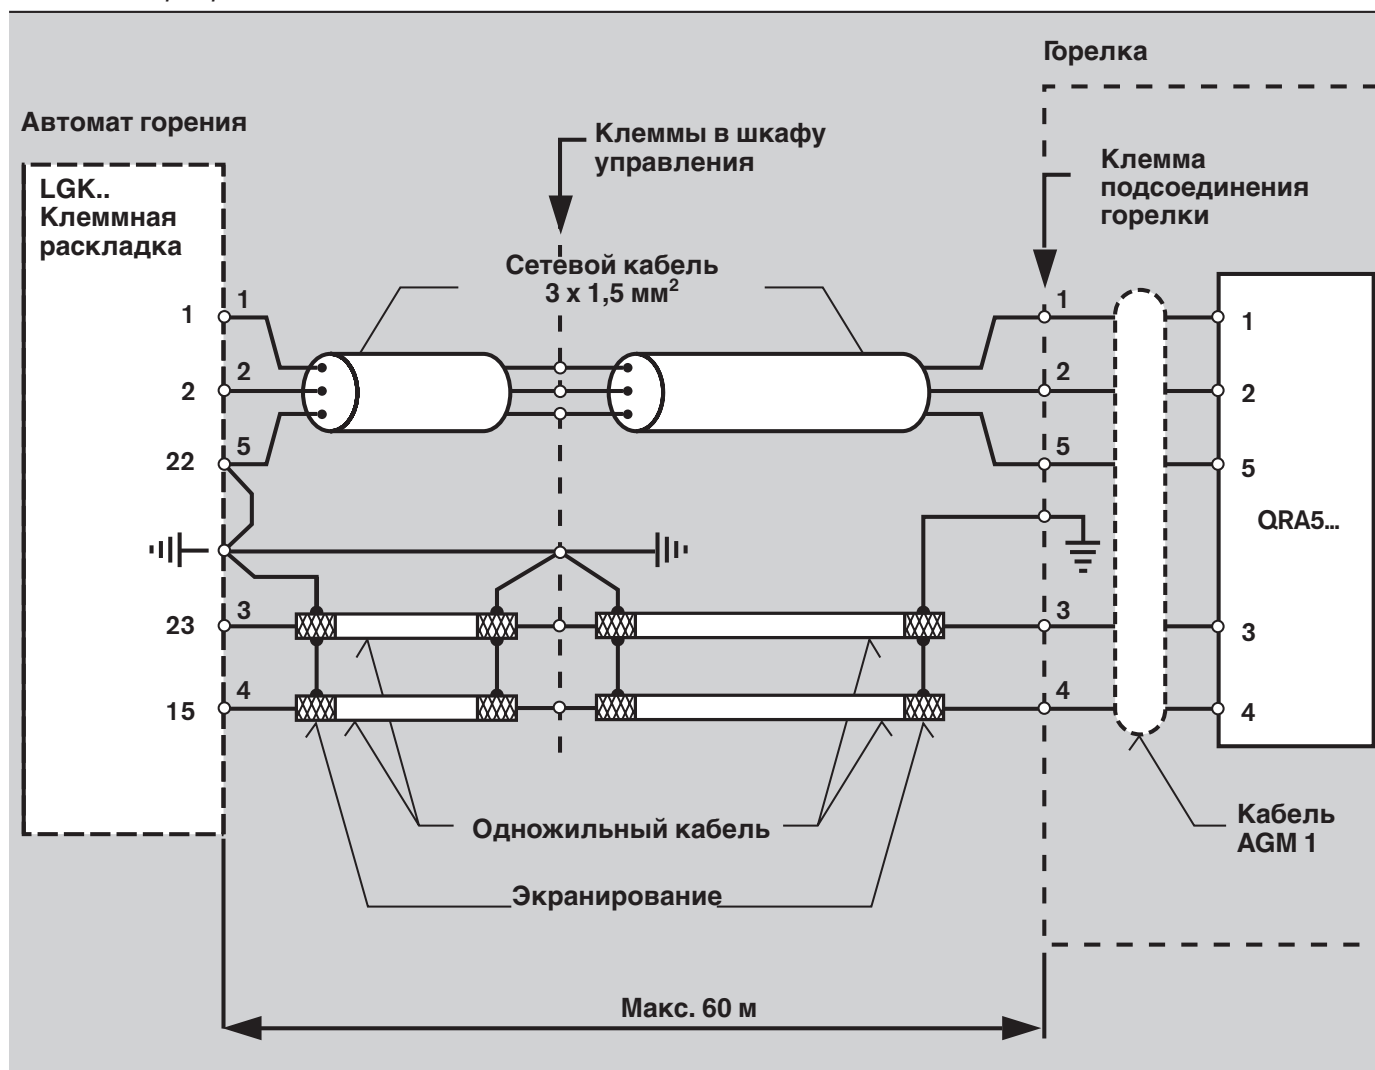 Горелка
Автомат горения
Клеммы в шкафу
управления
Клемма
подсоединения
горелки
LGK..
Клеммная
раскладка
Сетевой кабель
3 x 1,5 мм²
1 1 1 1
2 2 2 2
22 5 5 5
QRA5...
23 3 3 3
15 4 4 4
Одножильный кабель
Кабель
AGM 1
Экранирование
Макс. 60 м